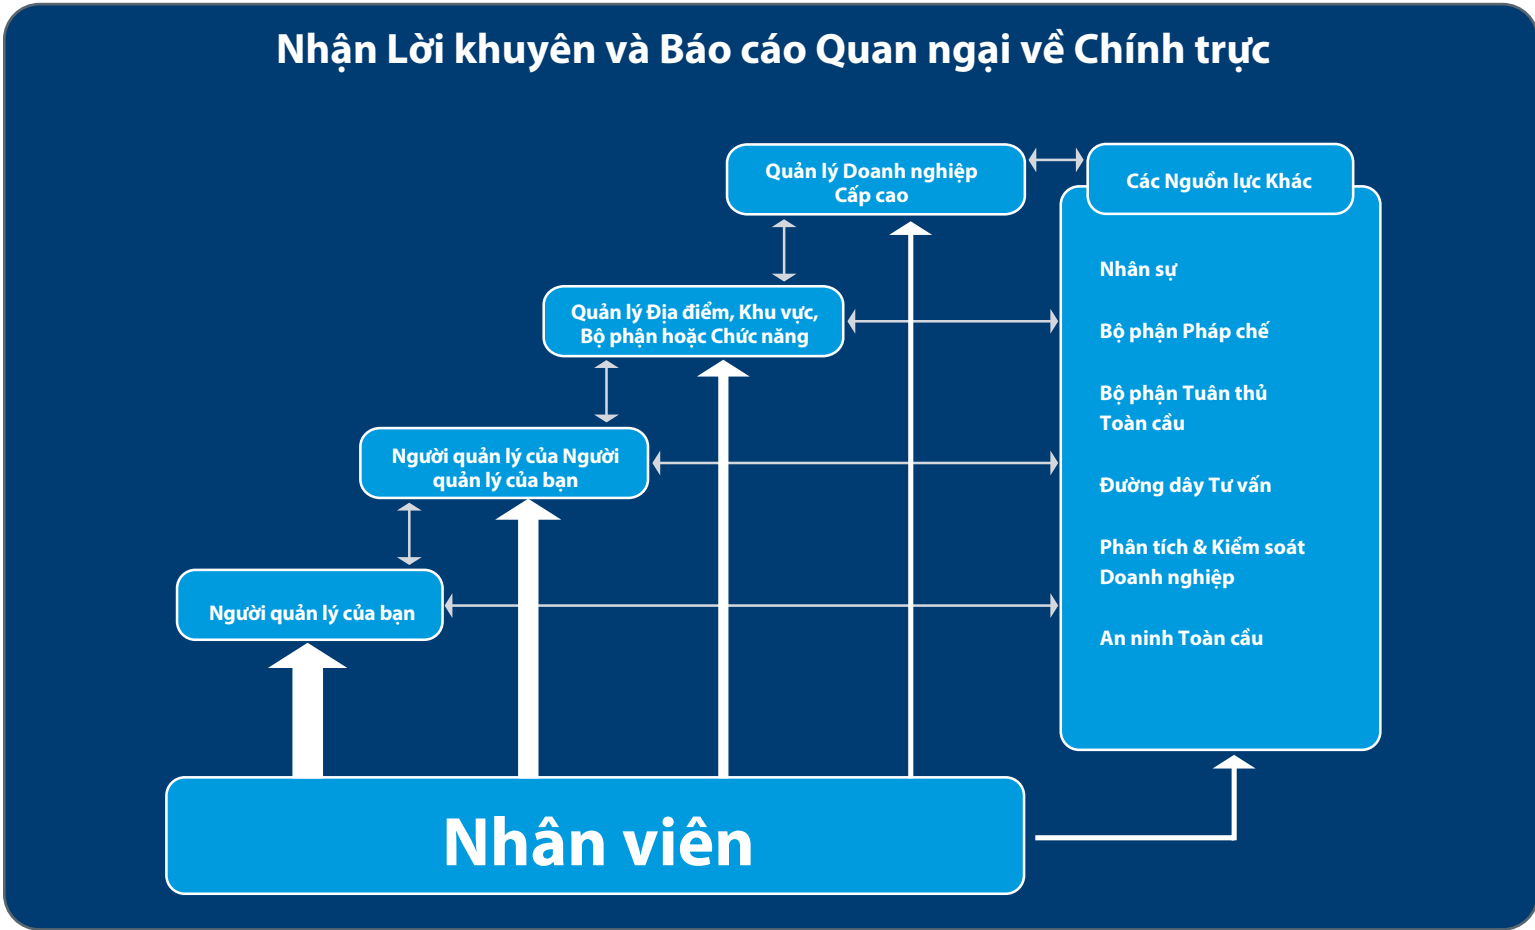 Nhận Lời khuyên và Báo cáo Quan ngại về Chính trực
Quản lý Doanh nghiệp
Cấp cao
Các Nguồn lực Khác
Nhân sự
Bộ phận Pháp chế
Bộ phận Tuân thủ
Toàn cầu
Đường dây Tư vấn
Phân tích & Kiểm soát
Doanh nghiệp
An ninh Toàn cầu
Quản lý Địa điểm, Khu vực,
Bộ phận hoặc Chức năng
Người quản lý của Người
quản lý của bạn
Người quản lý của bạn
Nhân viên